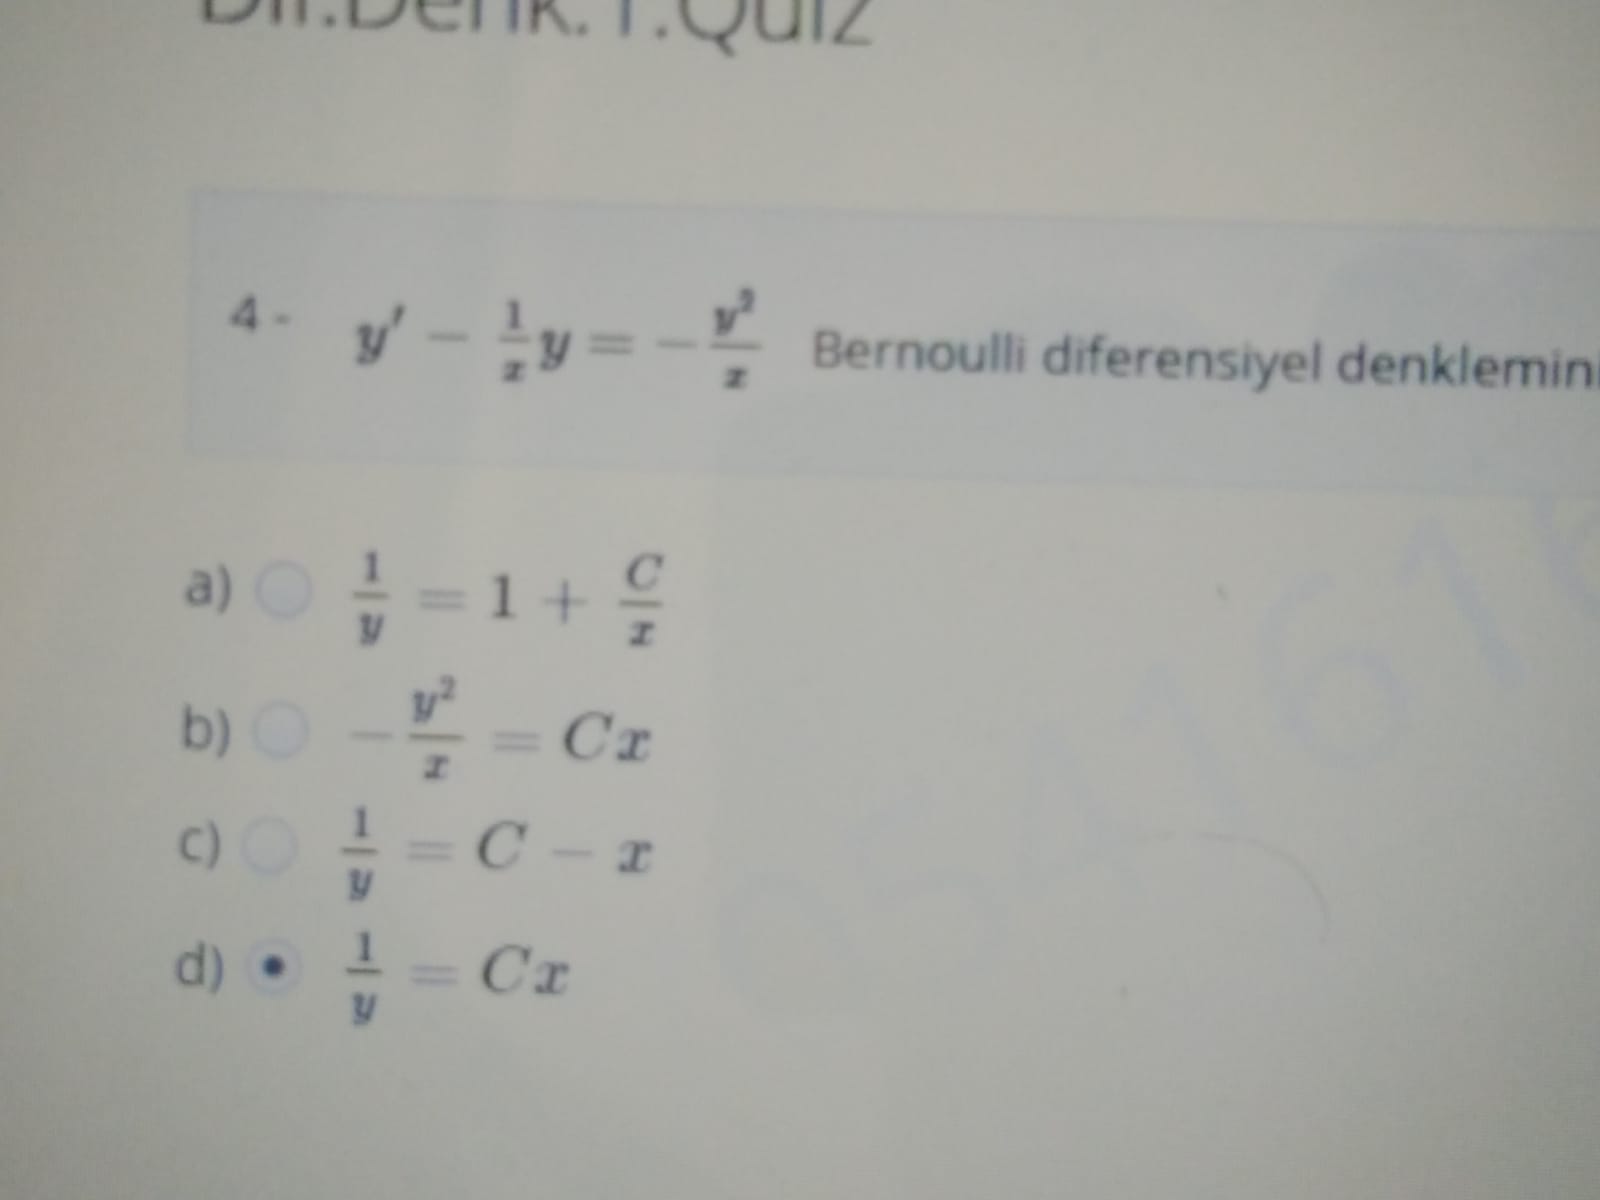 Dif.Denk.1.Quiz
4 - y' - \frac{1}{x}y = -\frac{y^2}{x} Bernoulli diferensiyel denklemini
a) \frac{1}{y} = 1 + \frac{C}{x}
b) -\frac{y^2}{x} = Cx
c) \frac{1}{y} = C - x
d) \frac{1}{y} = Cx